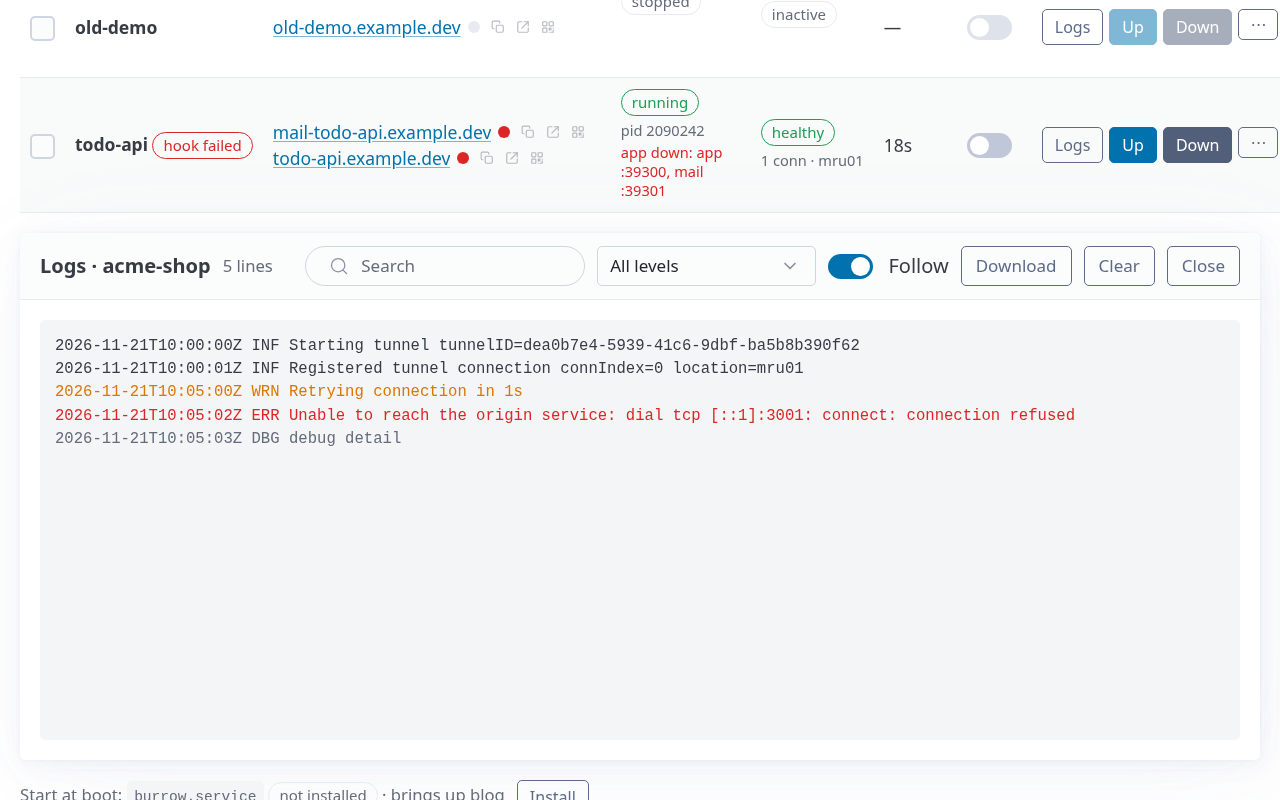 stopped
old-demo old-demo.example.dev inactive — Logs Up Down ···
running
todo-api hook failed mail-todo-api.example.dev pid 2090242 healthy 18s Logs Up Down ···
todo-api.example.dev app down: app 1 conn · mru01
:39300, mail
:39301
Logs · acme-shop 5 lines Search All levels Follow Download Clear Close
2026-11-21T10:00:00Z INF Starting tunnel tunnelID=dea0b7e4-5939-41c6-9dbf-ba5b8b390f62
2026-11-21T10:00:01Z INF Registered tunnel connection connIndex=0 location=mru01
2026-11-21T10:05:00Z WRN Retrying connection in 1s
2026-11-21T10:05:02Z ERR Unable to reach the origin service: dial tcp [::1]:3001: connect: connection refused
2026-11-21T10:05:03Z DBG debug detail
Start at boot: burrow.service not installed · brings up blog Install